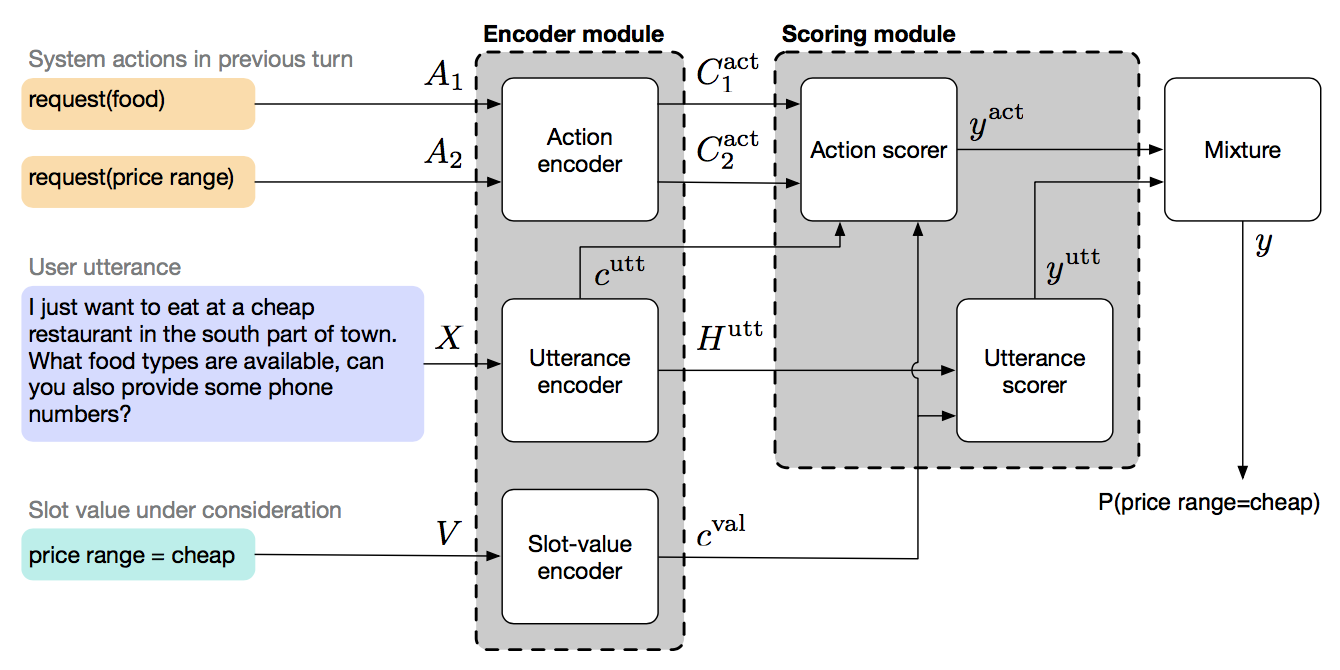 Encoder module
Scoring module
System actions in previous turn
request(food)
A₁
Action
encoder
C₁ᵃᶜᵗ
Action scorer
yᵃᶜᵗ
Mixture
request(price range)
A₂
C₂ᵃᶜᵗ
y
User utterance
cᵘᵗᵗ
yᵘᵗᵗ
I just want to eat at a cheap
restaurant in the south part of town.
What food types are available, can
you also provide some phone
numbers?
X
Utterance
encoder
Hᵘᵗᵗ
Utterance
scorer
P(price range=cheap)
Slot value under consideration
price range = cheap
V
Slot-value
encoder
cᵛᵃˡ